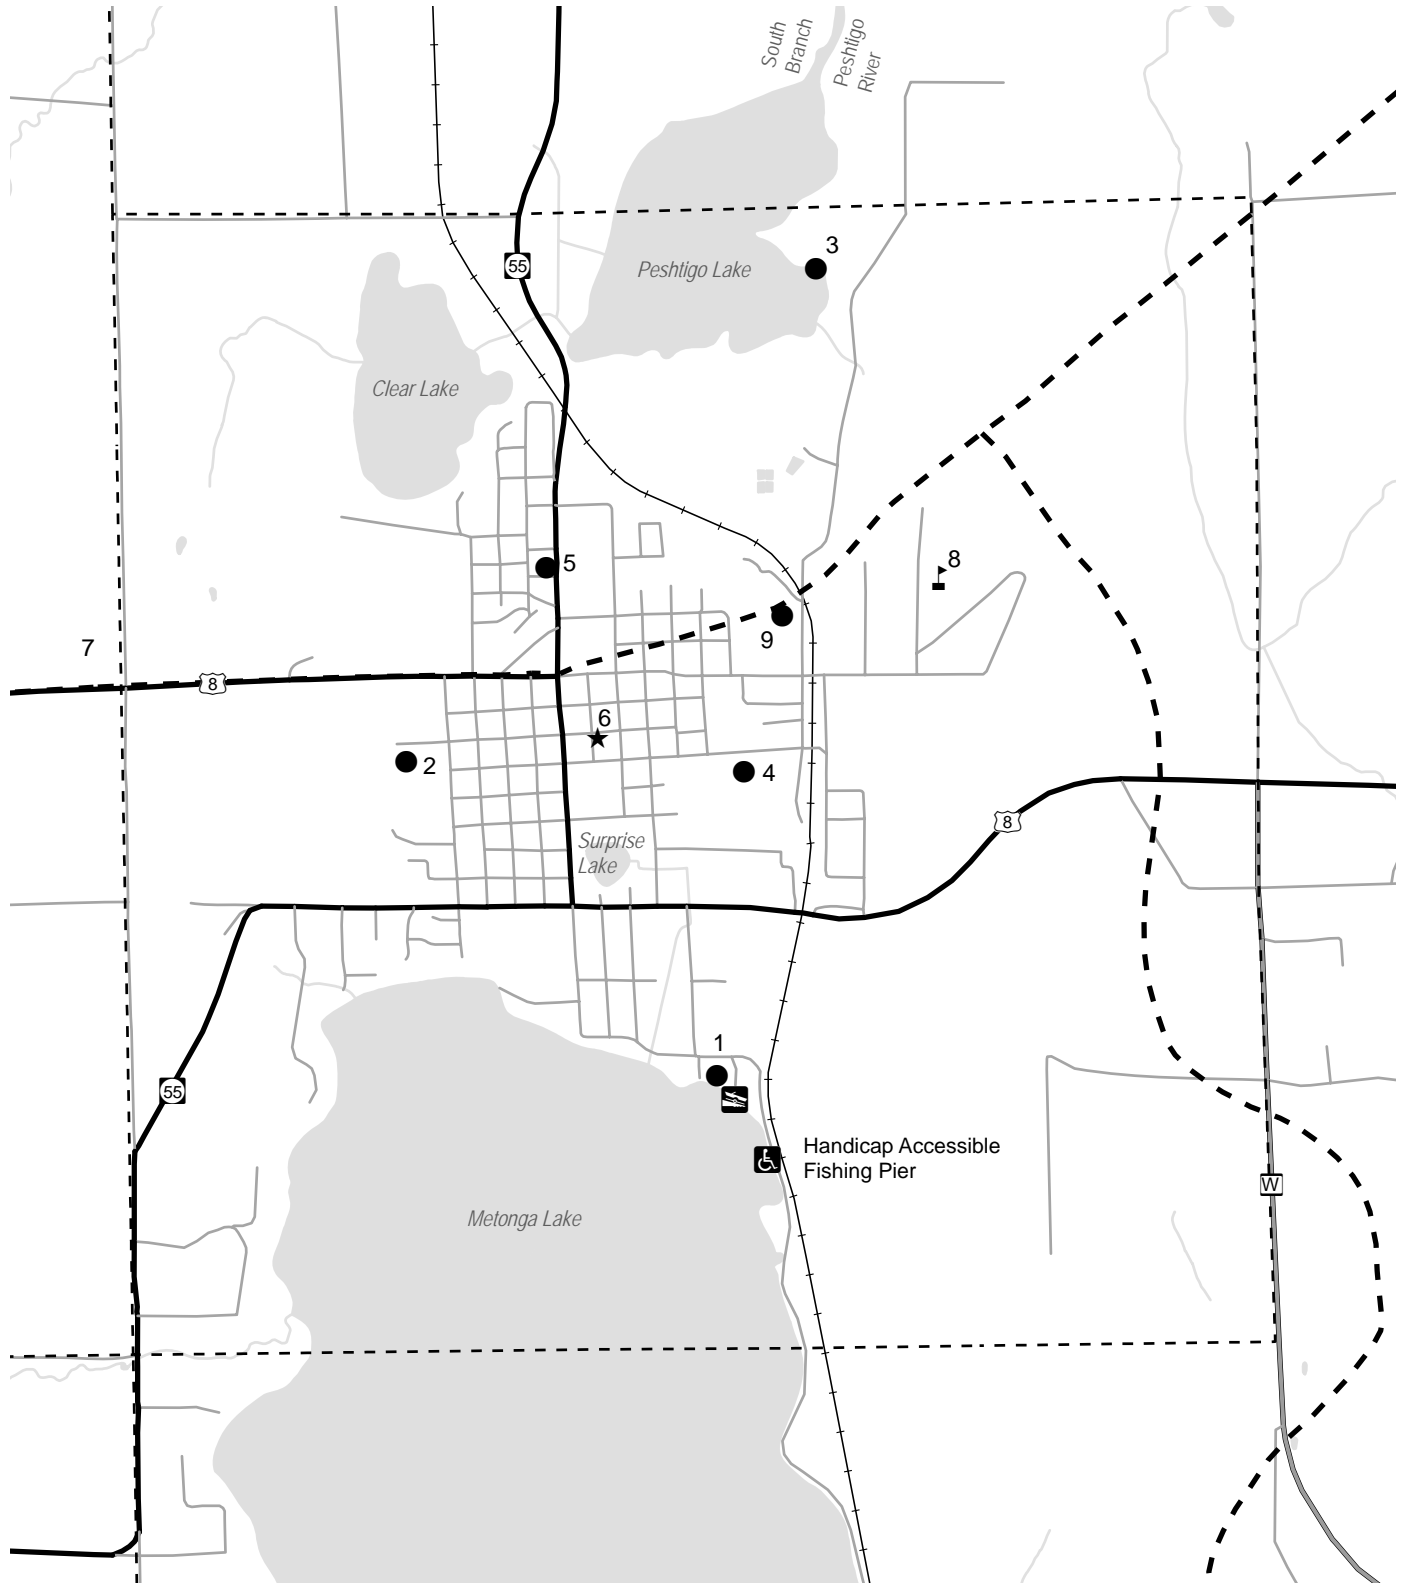 South
Branch
Peshtigo
River
3
55
Peshtigo Lake
Clear Lake
5
8
9
7
8
6
2
4
8
Surprise
Lake
1
55
Handicap Accessible
Fishing Pier
W
Metonga Lake